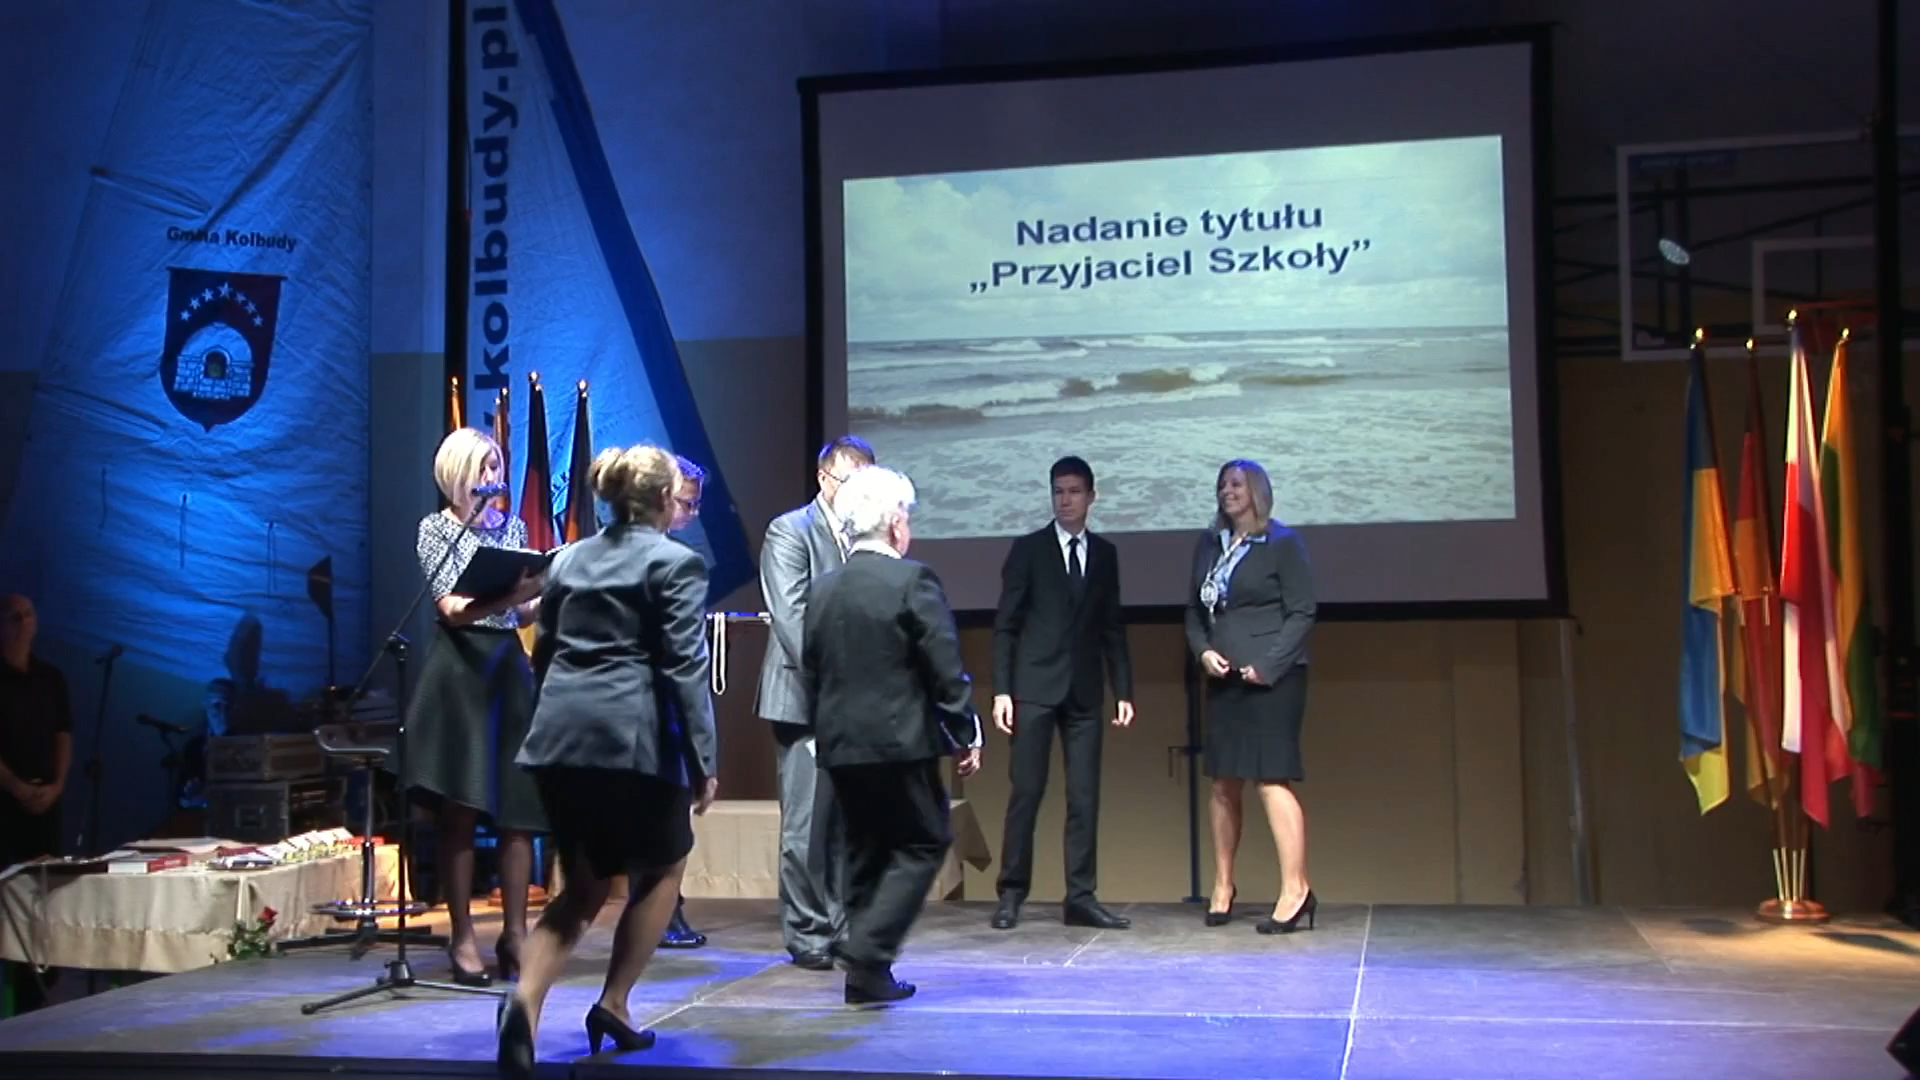 Gmina Kolbudy
.kolbudy.pl
Nadanie tytułu
„Przyjaciel Szkoły”